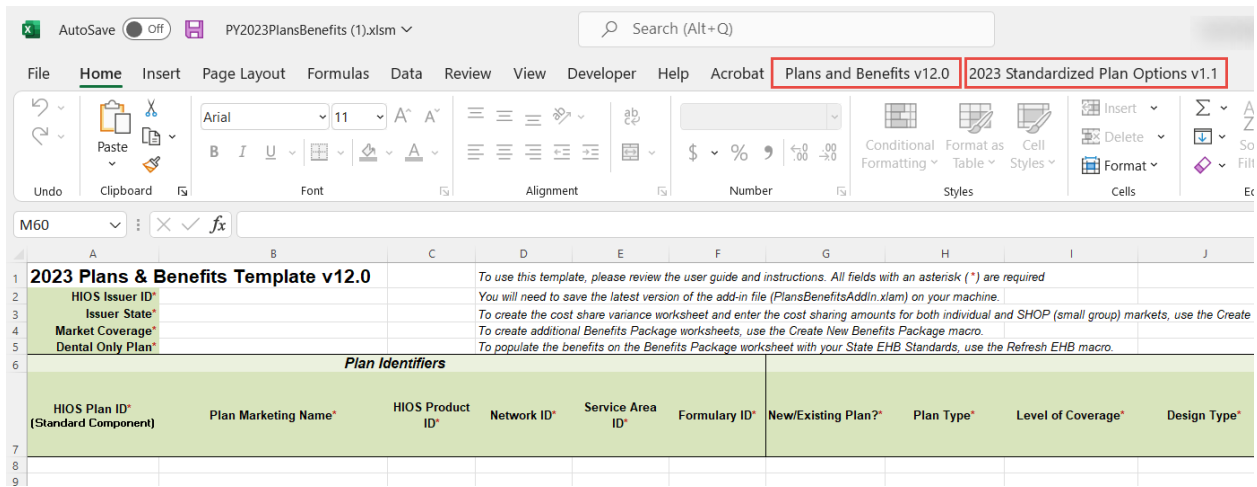 AutoSave Off PY2023PlansBenefits (1).xlsm Search (Alt+Q)
File Home Insert Page Layout Formulas Data Review View Developer Help Acrobat Plans and Benefits v12.0 2023 Standardized Plan Options v1.1
Arial 11 A A ab Insert
Paste B I U A $ % Conditional Formatting Format as Table Cell Styles Delete
Format
Undo Clipboard Font Alignment Number Styles Cells
M60 fx
A B C D E F G H I J
1 2023 Plans & Benefits Template v12.0 To use this template, please review the user guide and instructions. All fields with an asterisk (*) are required
2 HIOS Issuer ID* You will need to save the latest version of the add-in file (PlansBenefitsAddIn.xlam) on your machine.
3 Issuer State* To create the cost share variance worksheet and enter the cost sharing amounts for both individual and SHOP (small group) markets, use the Create
4 Market Coverage* To create additional Benefits Package worksheets, use the Create New Benefits Package macro.
5 Dental Only Plan* To populate the benefits on the Benefits Package worksheet with your State EHB Standards, use the Refresh EHB macro.
6 Plan Identifiers
7 HIOS Plan ID* (Standard Component) Plan Marketing Name* HIOS Product ID* Network ID* Service Area ID* Formulary ID* New/Existing Plan?* Plan Type* Level of Coverage* Design Type*
8
9